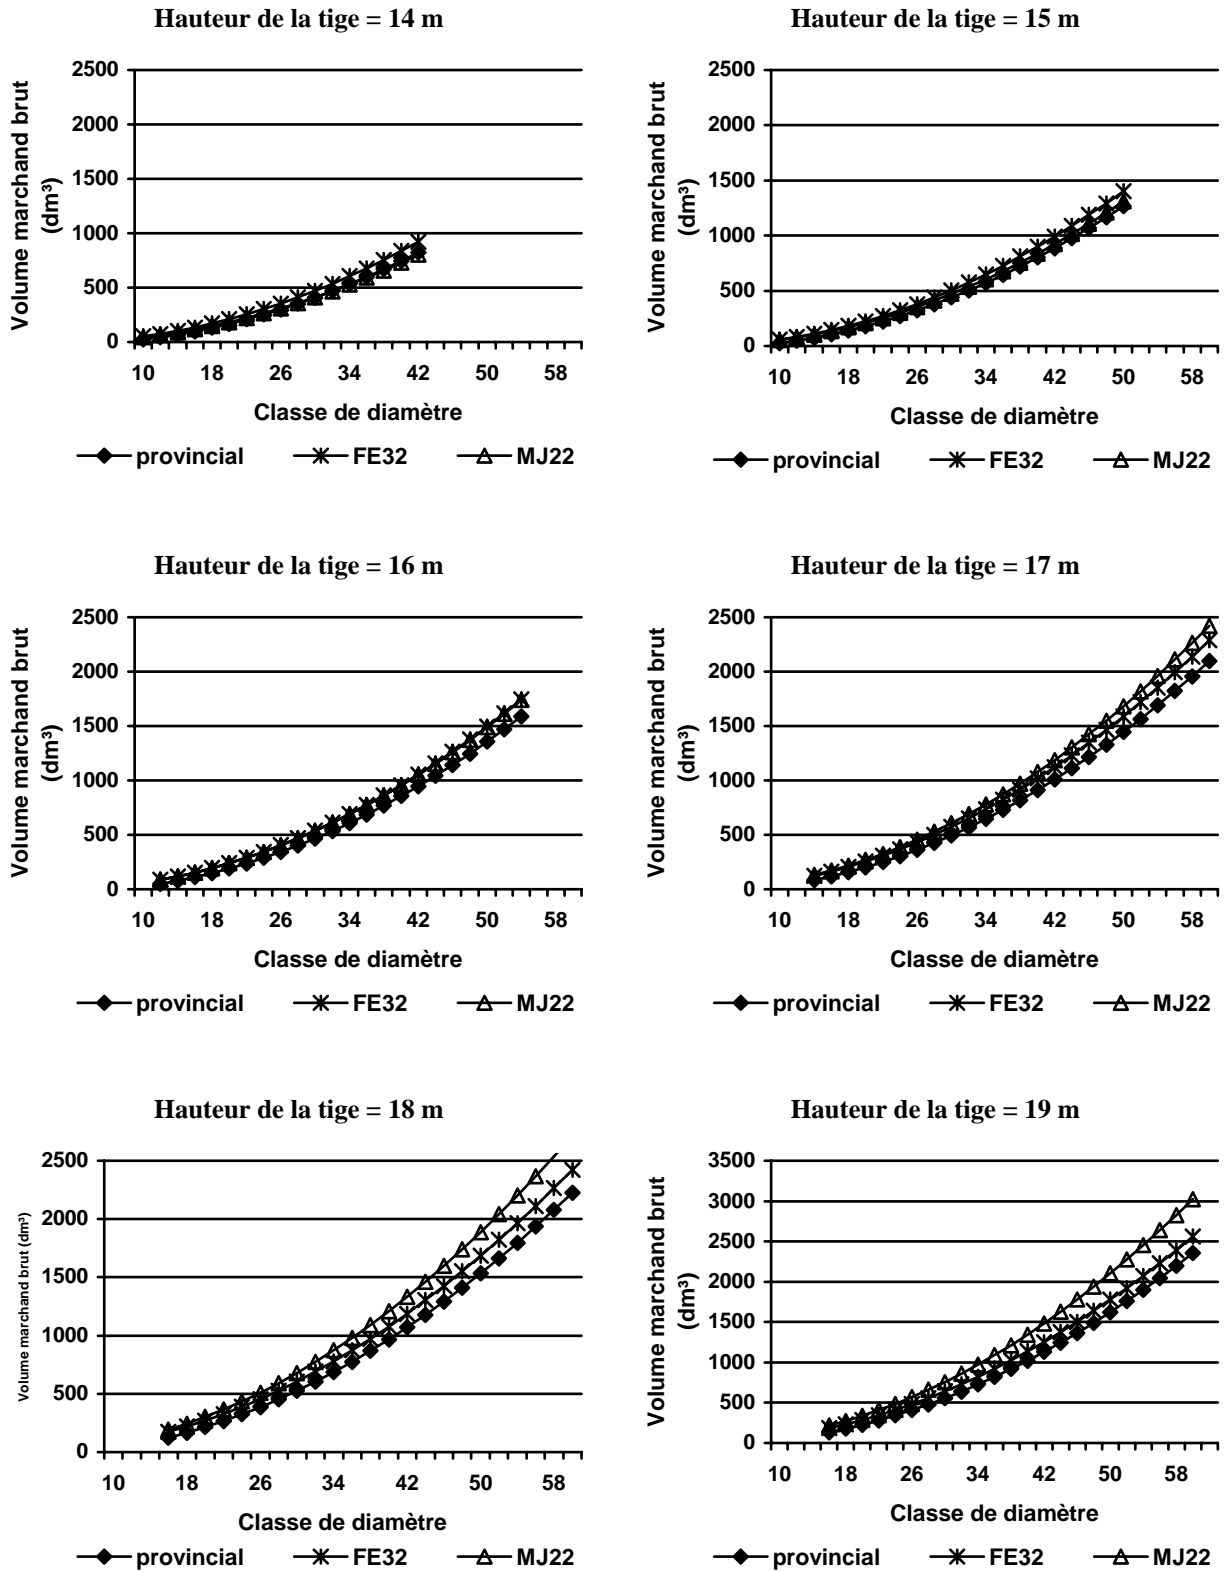 Hauteur de la tige = 14 m
Volume marchand brut
(dm³)
2500
2000
1500
1000
500
0
10 18 26 34 42 50 58
Classe de diamètre
provincial FE32 MJ22
Hauteur de la tige = 15 m
Volume marchand brut
(dm³)
2500
2000
1500
1000
500
0
10 18 26 34 42 50 58
Classe de diamètre
provincial FE32 MJ22
Hauteur de la tige = 16 m
Volume marchand brut
(dm³)
2500
2000
1500
1000
500
0
10 18 26 34 42 50 58
Classe de diamètre
provincial FE32 MJ22
Hauteur de la tige = 17 m
Volume marchand brut
(dm³)
2500
2000
1500
1000
500
0
10 18 26 34 42 50 58
Classe de diamètre
provincial FE32 MJ22
Hauteur de la tige = 18 m
Volume marchand brut (dm³)
2500
2000
1500
1000
500
0
10 18 26 34 42 50 58
Classe de diamètre
provincial FE32 MJ22
Hauteur de la tige = 19 m
Volume marchand brut
(dm³)
3500
3000
2500
2000
1500
1000
500
0
10 18 26 34 42 50 58
Classe de diamètre
provincial FE32 MJ22